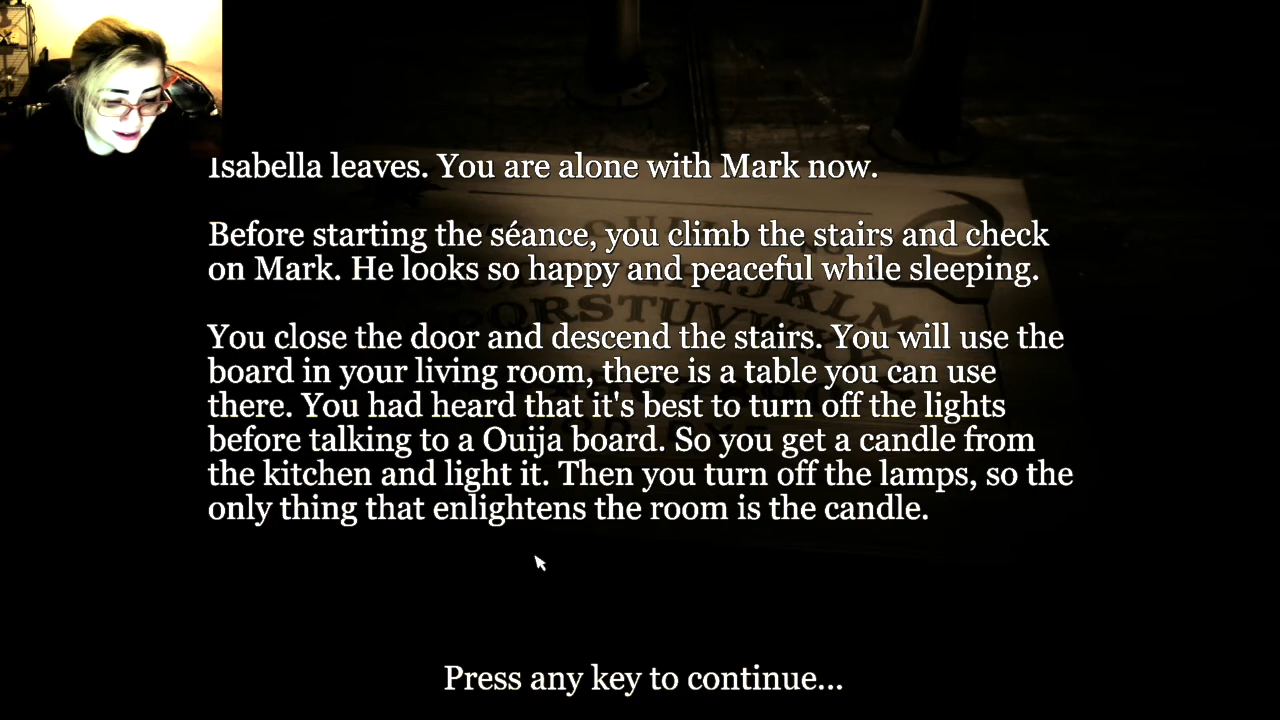 Isabella leaves. You are alone with Mark now.
Before starting the séance, you climb the stairs and check
on Mark. He looks so happy and peaceful while sleeping.
You close the door and descend the stairs. You will use the
board in your living room, there is a table you can use
there. You had heard that it's best to turn off the lights
before talking to a Ouija board. So you get a candle from
the kitchen and light it. Then you turn off the lamps, so the
only thing that enlightens the room is the candle.
Press any key to continue...